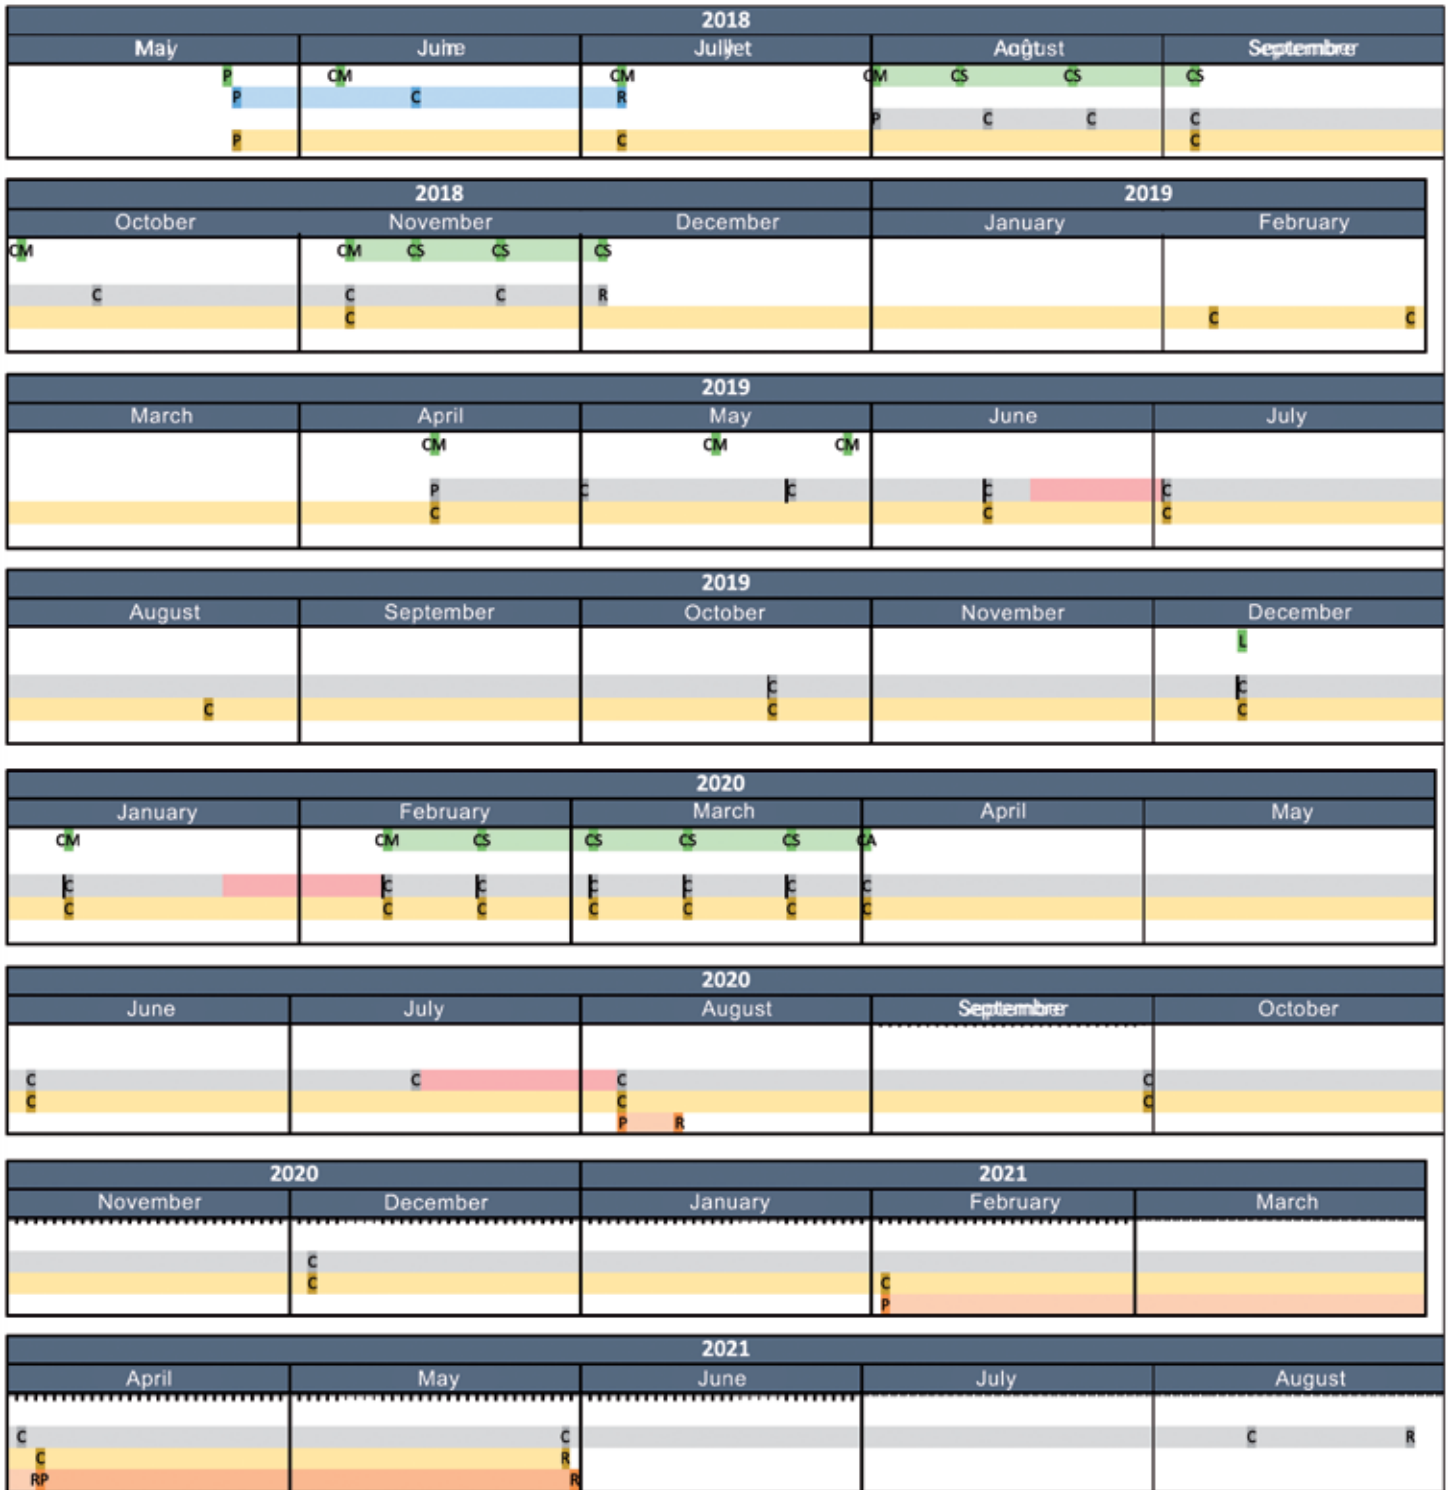 2018
May June July August September
P CM CM CM CS CS CS
P C R
P C C C
P C C
2018 2019
October November December January February
CM CM CS CS CS
C C C R
C C C
2019
March April May June July
CM CM CM
P C C C C
C C C
2019
August September October November December
L
C C
C C C
2020
January February March April May
CM CM CS CS CS CS CA
C C C C C C C
C C C C C C C
2020
June July August September October
C C C C
C C C
P R
2020 2021
November December January February March
C
C C
P
2021
April May June July August
C C C R
C R
RP R